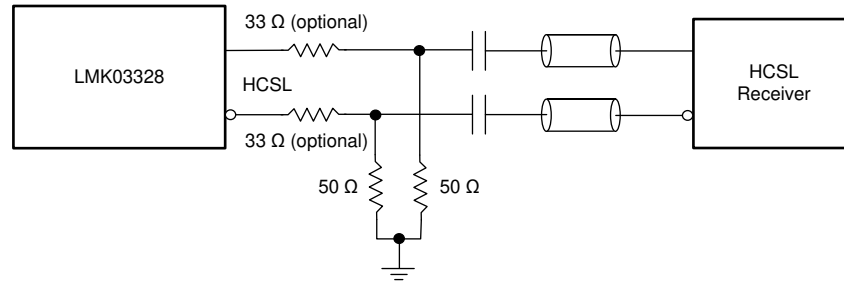 33 Ω (optional)
LMK03328
HCSL
HCSL
Receiver
33 Ω (optional)
50 Ω
50 Ω